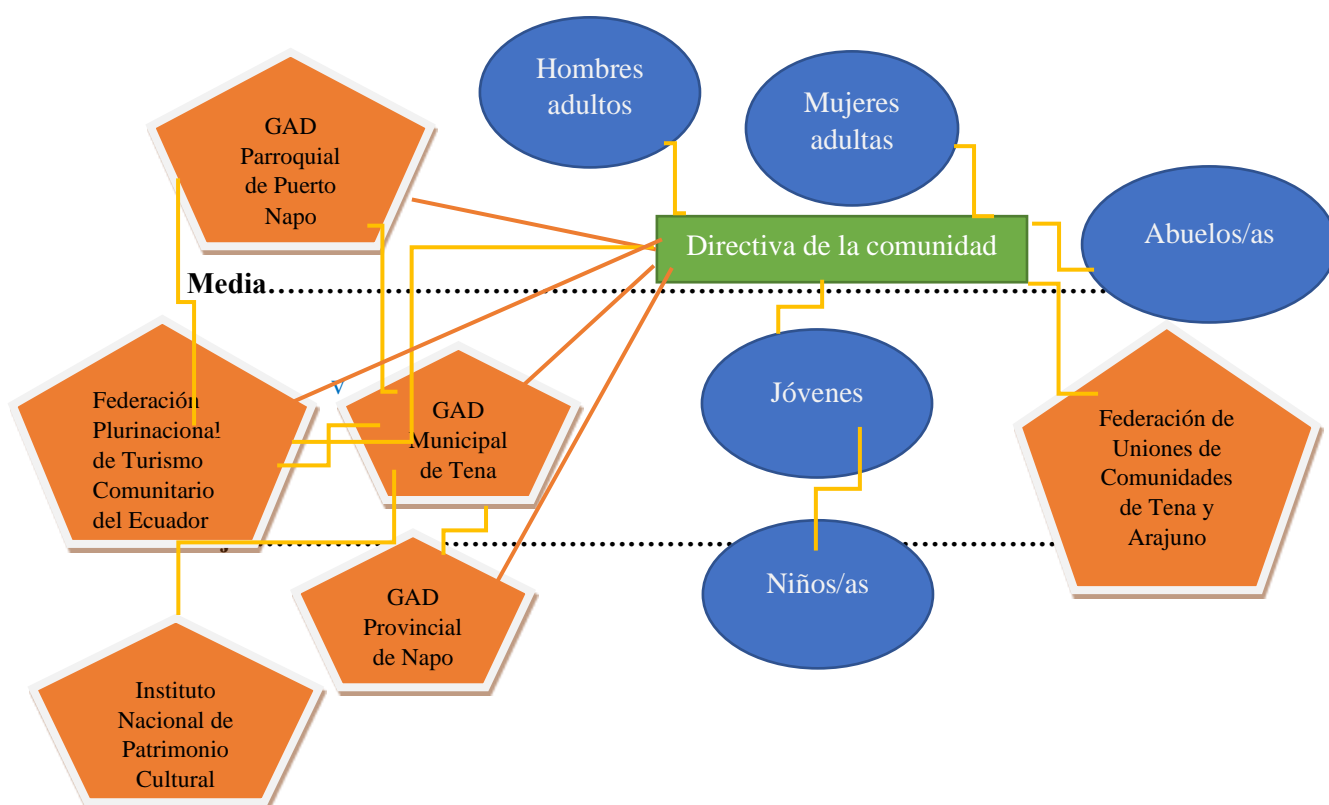 Hombres
adultos
Mujeres
adultas
GAD
Parroquial
de Puerto
Napo
Directiva de la comunidad
Abuelos/as
Media
Federación
Plurinacional
de Turismo
Comunitario
del Ecuador
V
GAD
Municipal
de Tena
Jóvenes
Federación de
Uniones de
Comunidades
de Tena y
Arajuno
GAD
Provincial
de Napo
Niños/as
Instituto
Nacional de
Patrimonio
Cultural